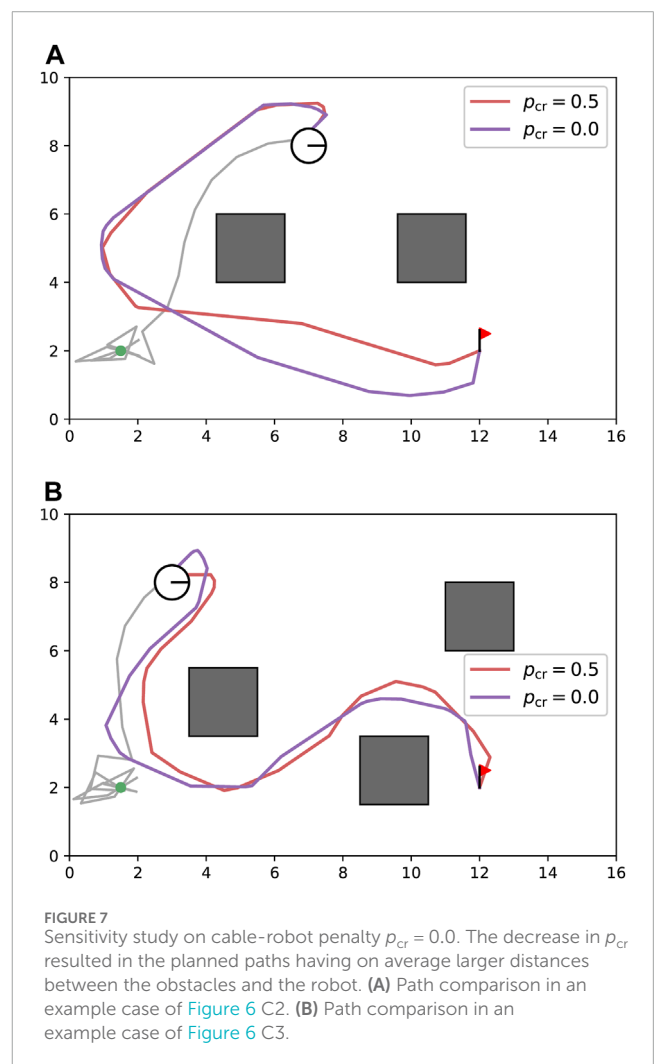 A
10
8
6
4
2
0
p_cr = 0.5
p_cr = 0.0
0 2 4 6 8 10 12 14 16
B
10
8
6
4
2
0
p_cr = 0.5
p_cr = 0.0
0 2 4 6 8 10 12 14 16
FIGURE 7
Sensitivity study on cable-robot penalty p_cr = 0.0. The decrease in p_cr
resulted in the planned paths having on average larger distances
between the obstacles and the robot. (A) Path comparison in an
example case of Figure 6 C2. (B) Path comparison in an
example case of Figure 6 C3.